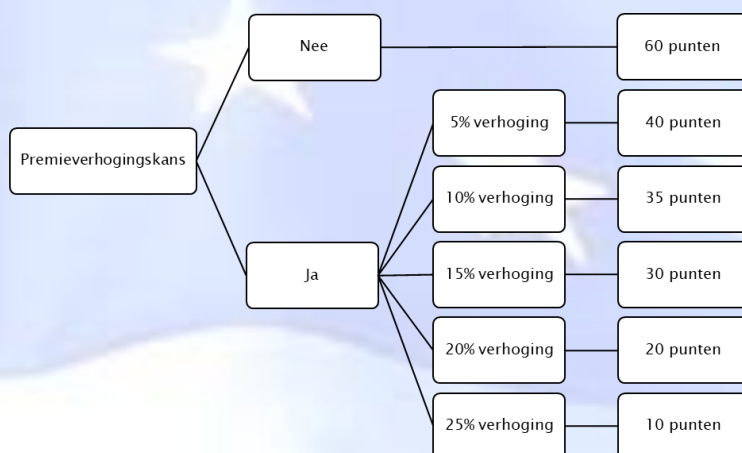 Nee
60 punten
5% verhoging
40 punten
Premieverhogingskans
10% verhoging
35 punten
Ja
15% verhoging
30 punten
20% verhoging
20 punten
25% verhoging
10 punten